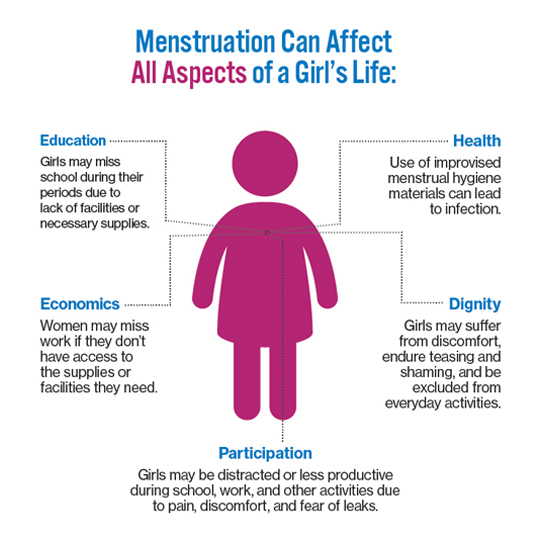 Menstruation Can Affect
All Aspects of a Girl's Life:
Education
Girls may miss
school during their
periods due to
lack of facilities or
necessary supplies.
Health
Use of improvised
menstrual hygiene
materials can lead
to infection.
Economics
Women may miss
work if they don't
have access to
the supplies or
facilities they need.
Dignity
Girls may suffer
from discomfort,
endure teasing and
shaming, and be
excluded from
everyday activities.
Participation
Girls may be distracted or less productive
during school, work, and other activities due
to pain, discomfort, and fear of leaks.